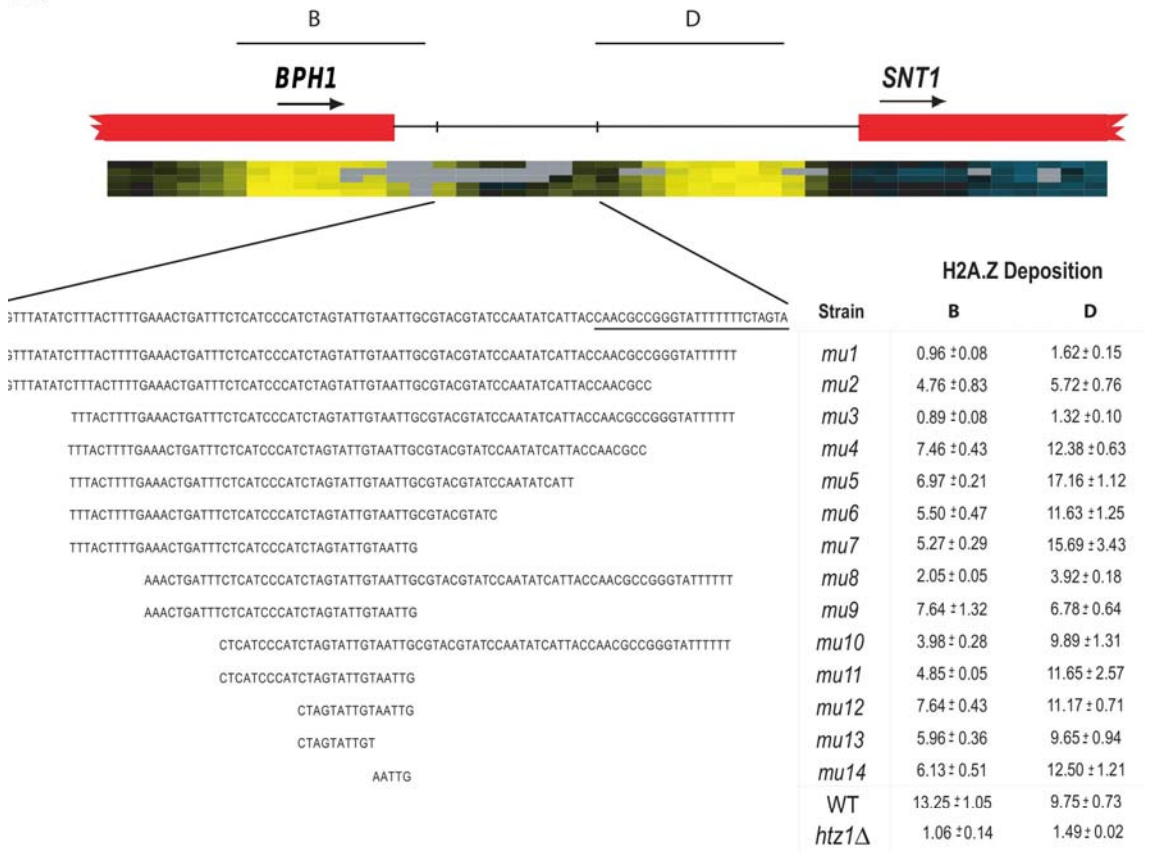 B D
BPH1 SNT1
H2A.Z Deposition
Strain B D
GTTTATATCTTTACTTTTGAAACTGATTTCTCATCCCATCTAGTATTGTAATTGCGTACGTATCCAATATCATTACCAACGCCGGGTATTTTTTTCTAGTA
GTTTATATCTTTACTTTTGAAACTGATTTCTCATCCCATCTAGTATTGTAATTGCGTACGTATCCAATATCATTACCAACGCCGGGTATTTTTT mu1 0.96 ± 0.08 1.62 ± 0.15
GTTTATATCTTTACTTTTGAAACTGATTTCTCATCCCATCTAGTATTGTAATTGCGTACGTATCCAATATCATTACCAACGCC mu2 4.76 ± 0.83 5.72 ± 0.76
TTTACTTTTGAAACTGATTTCTCATCCCATCTAGTATTGTAATTGCGTACGTATCCAATATCATTACCAACGCCGGGTATTTTTT mu3 0.89 ± 0.08 1.32 ± 0.10
TTTACTTTTGAAACTGATTTCTCATCCCATCTAGTATTGTAATTGCGTACGTATCCAATATCATTACCAACGCC mu4 7.46 ± 0.43 12.38 ± 0.63
TTTACTTTTGAAACTGATTTCTCATCCCATCTAGTATTGTAATTGCGTACGTATCCAATATCATT mu5 6.97 ± 0.21 17.16 ± 1.12
TTTACTTTTGAAACTGATTTCTCATCCCATCTAGTATTGTAATTGCGTACGTATC mu6 5.50 ± 0.47 11.63 ± 1.25
TTTACTTTTGAAACTGATTTCTCATCCCATCTAGTATTGTAATTG mu7 5.27 ± 0.29 15.69 ± 3.43
AAACTGATTTCTCATCCCATCTAGTATTGTAATTGCGTACGTATCCAATATCATTACCAACGCCGGGTATTTTTT mu8 2.05 ± 0.05 3.92 ± 0.18
AAACTGATTTCTCATCCCATCTAGTATTGTAATTG mu9 7.64 ± 1.32 6.78 ± 0.64
CTCATCCCATCTAGTATTGTAATTGCGTACGTATCCAATATCATTACCAACGCCGGGTATTTTTT mu10 3.98 ± 0.28 9.89 ± 1.31
CTCATCCCATCTAGTATTGTAATTG mu11 4.85 ± 0.05 11.65 ± 2.57
CTAGTATTGTAATTG mu12 7.64 ± 0.43 11.17 ± 0.71
CTAGTATTGT mu13 5.96 ± 0.36 9.65 ± 0.94
AATTG mu14 6.13 ± 0.51 12.50 ± 1.21
WT 13.25 ± 1.05 9.75 ± 0.73
htz1Δ 1.06 ± 0.14 1.49 ± 0.02